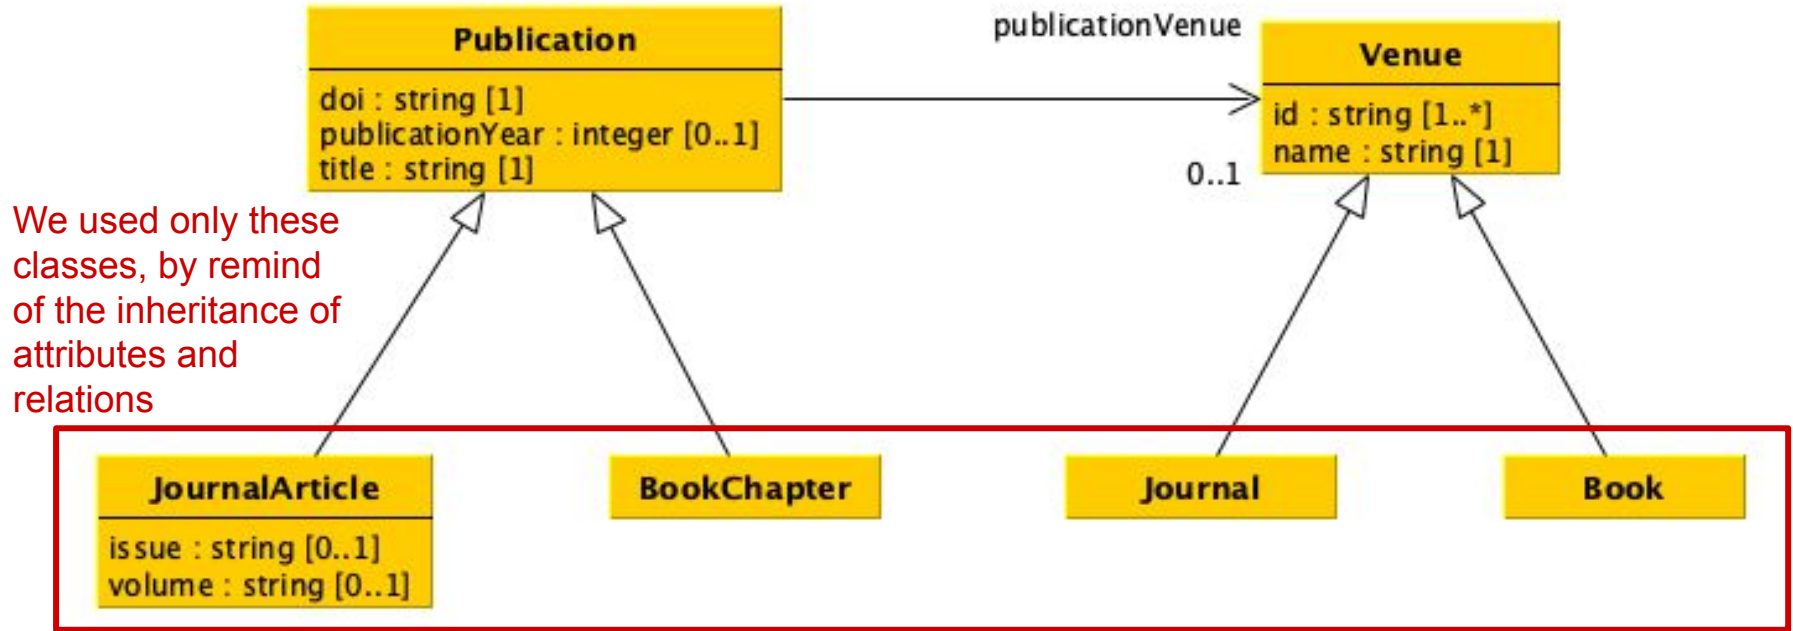 Publication
doi : string [1]
publicationYear : integer [0..1]
title : string [1]
publicationVenue
0..1
Venue
id : string [1..*]
name : string [1]
We used only these
classes, by remind
of the inheritance of
attributes and
relations
JournalArticle
issue : string [0..1]
volume : string [0..1]
BookChapter
Journal
Book